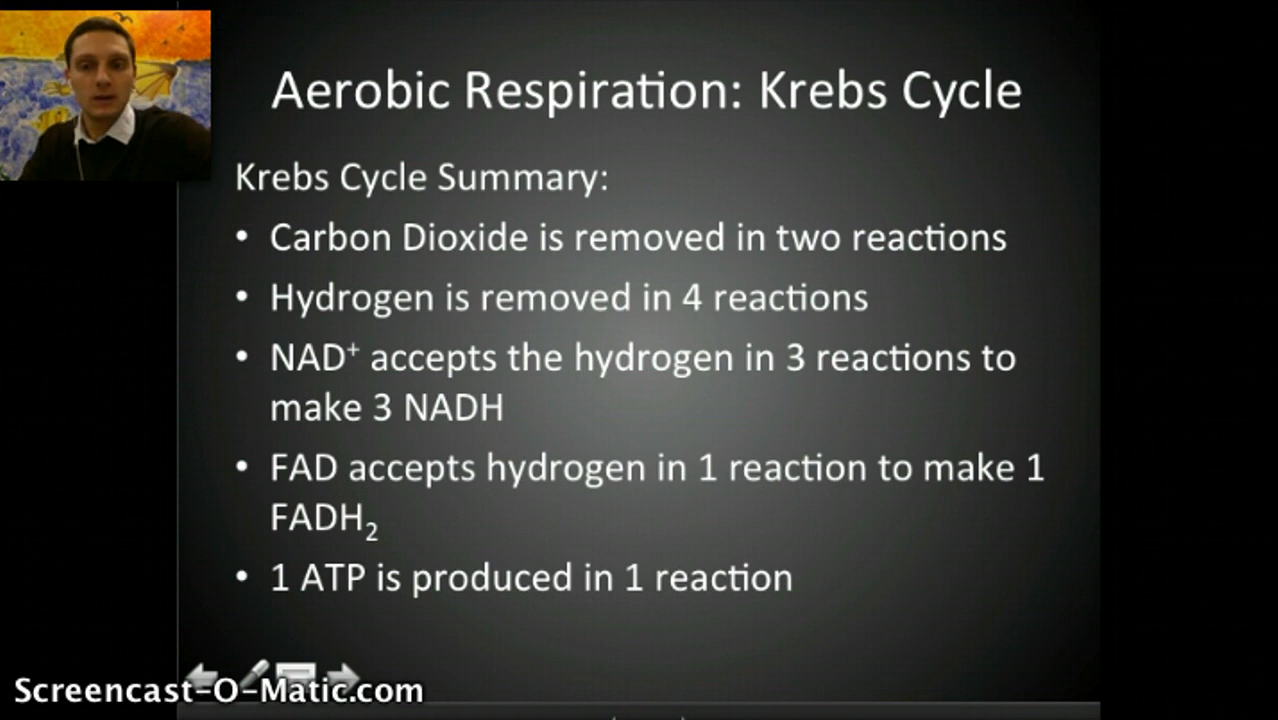 Aerobic Respiration: Krebs Cycle
Krebs Cycle Summary:
• Carbon Dioxide is removed in two reactions
• Hydrogen is removed in 4 reactions
• NAD⁺ accepts the hydrogen in 3 reactions to
make 3 NADH
• FAD accepts hydrogen in 1 reaction to make 1
FADH₂
• 1 ATP is produced in 1 reaction
Screencast-O-Matic.com